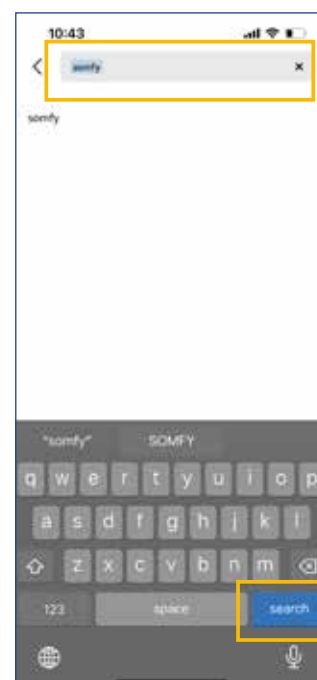 10:43
somfy
somfy
"somfy" SOMFY
q w e r t y u i o p
a s d f g h j k l
z x c v b n m
123 space search